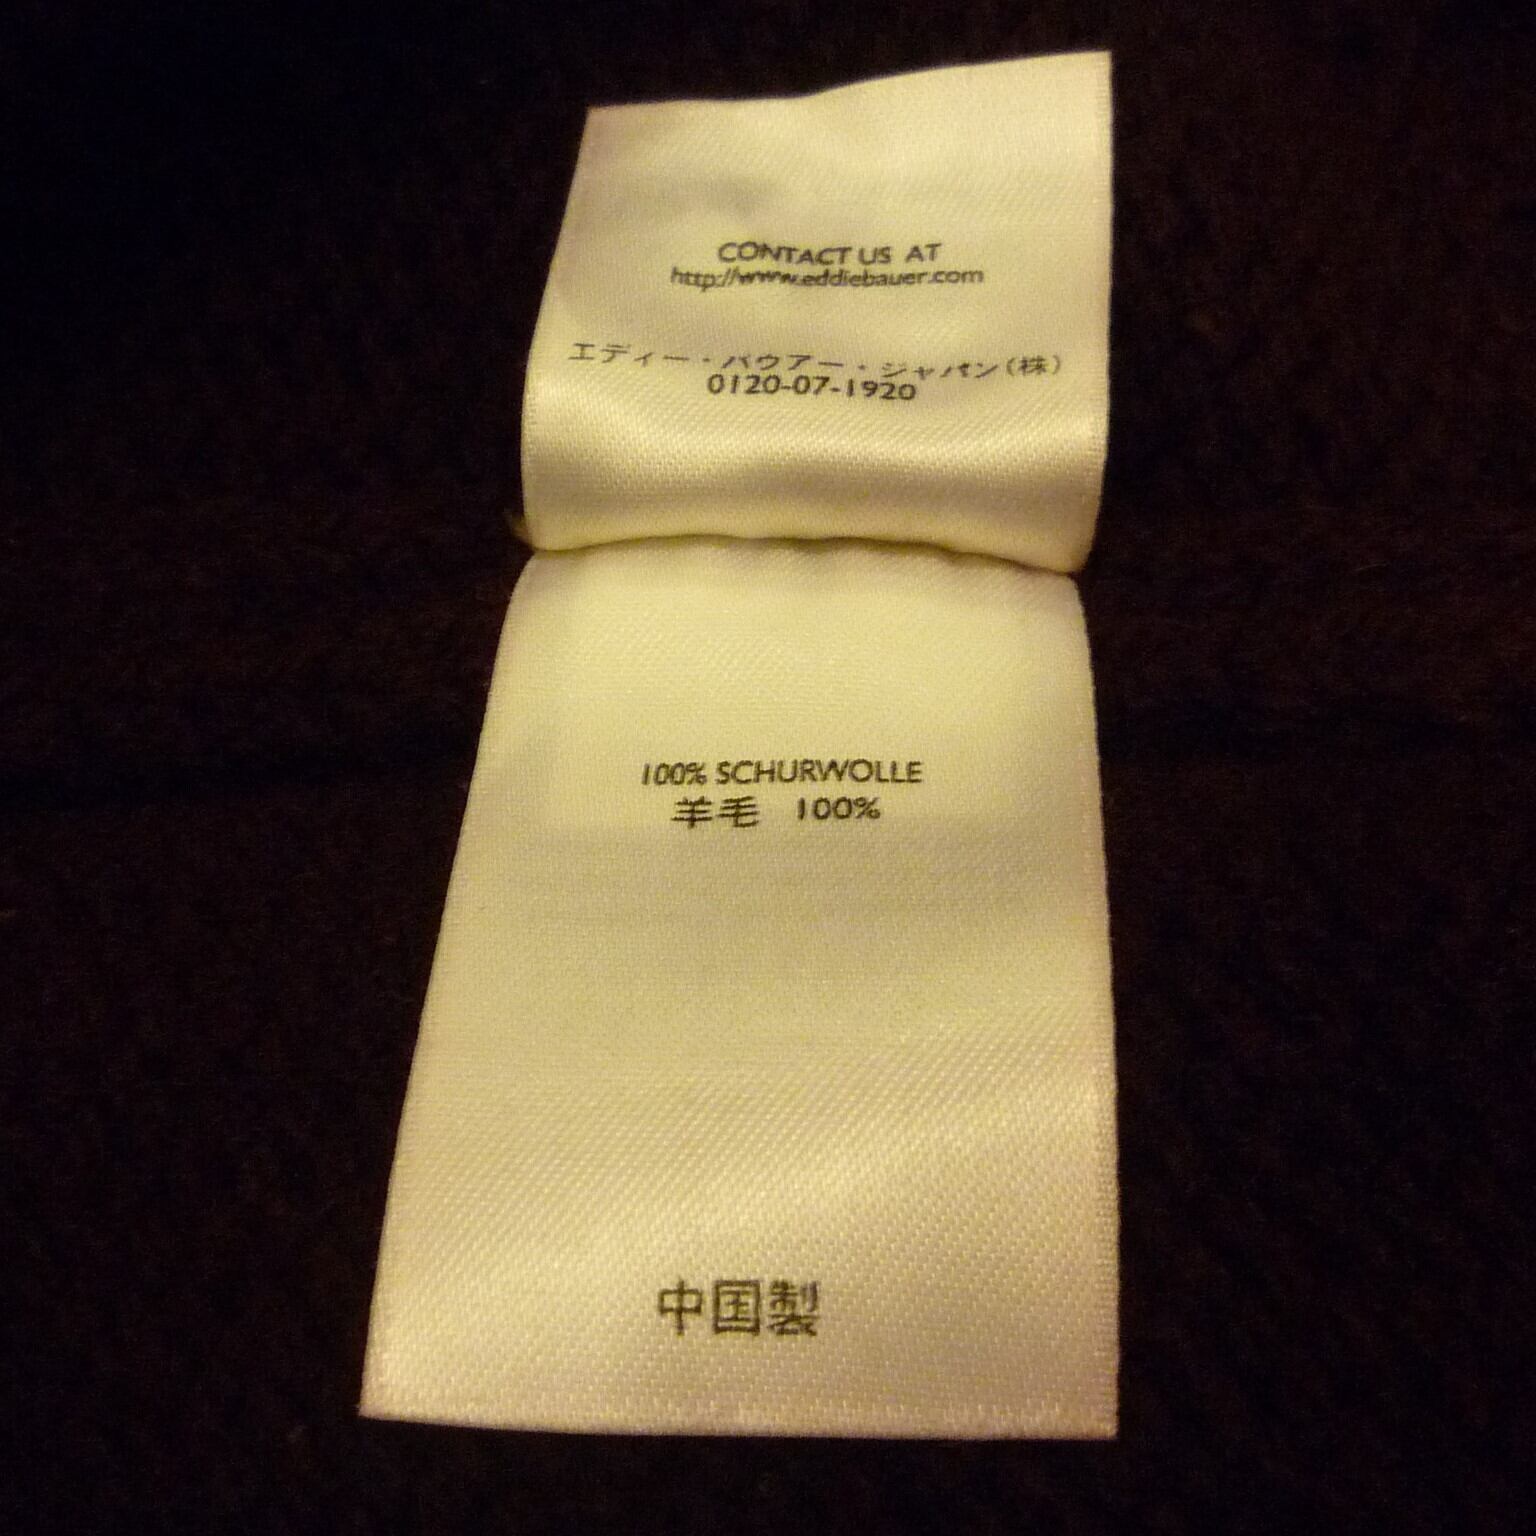 CONTACT US AT
http://www.eddiebauer.com
エディー・バウアー・ジャパン(株)
0120-07-1920
100% SCHURWOLLE
羊毛 100%
中国製